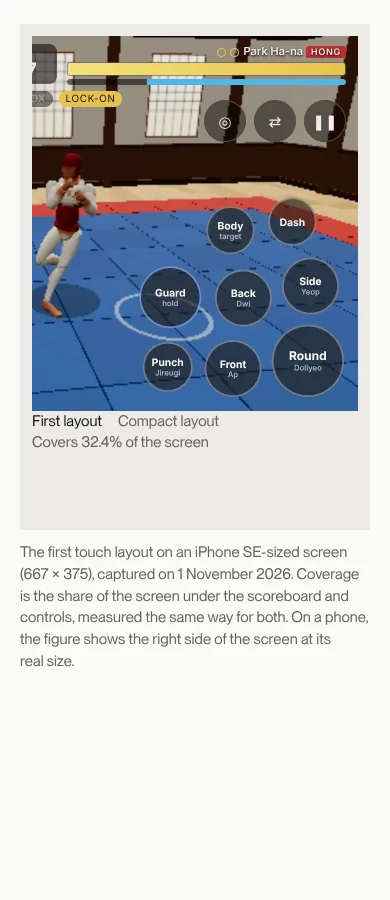 Park Ha-na HONG
7
OX LOCK-ON
Body
target
Dash
Guard
hold
Back
Dwi
Side
Yeop
Punch
Jireugi
Front
Ap
Round
Dollyeo
First layout Compact layout
Covers 32.4% of the screen
The first touch layout on an iPhone SE-sized screen
(667 × 375), captured on 1 November 2026. Coverage
is the share of the screen under the scoreboard and
controls, measured the same way for both. On a phone,
the figure shows the right side of the screen at its
real size.